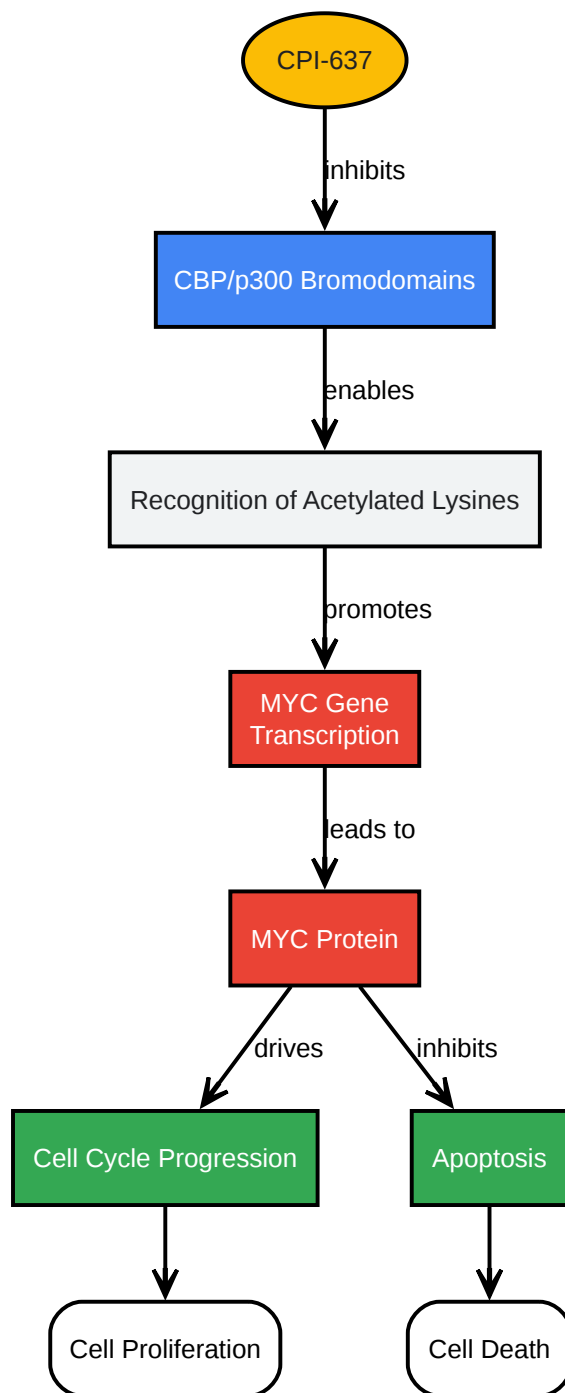 CPI-637
inhibits
CBP/p300 Bromodomains
enables
Recognition of Acetylated Lysines
promotes
MYC Gene
Transcription
leads to
MYC Protein
drives
inhibits
Cell Cycle Progression
Apoptosis
Cell Proliferation
Cell Death